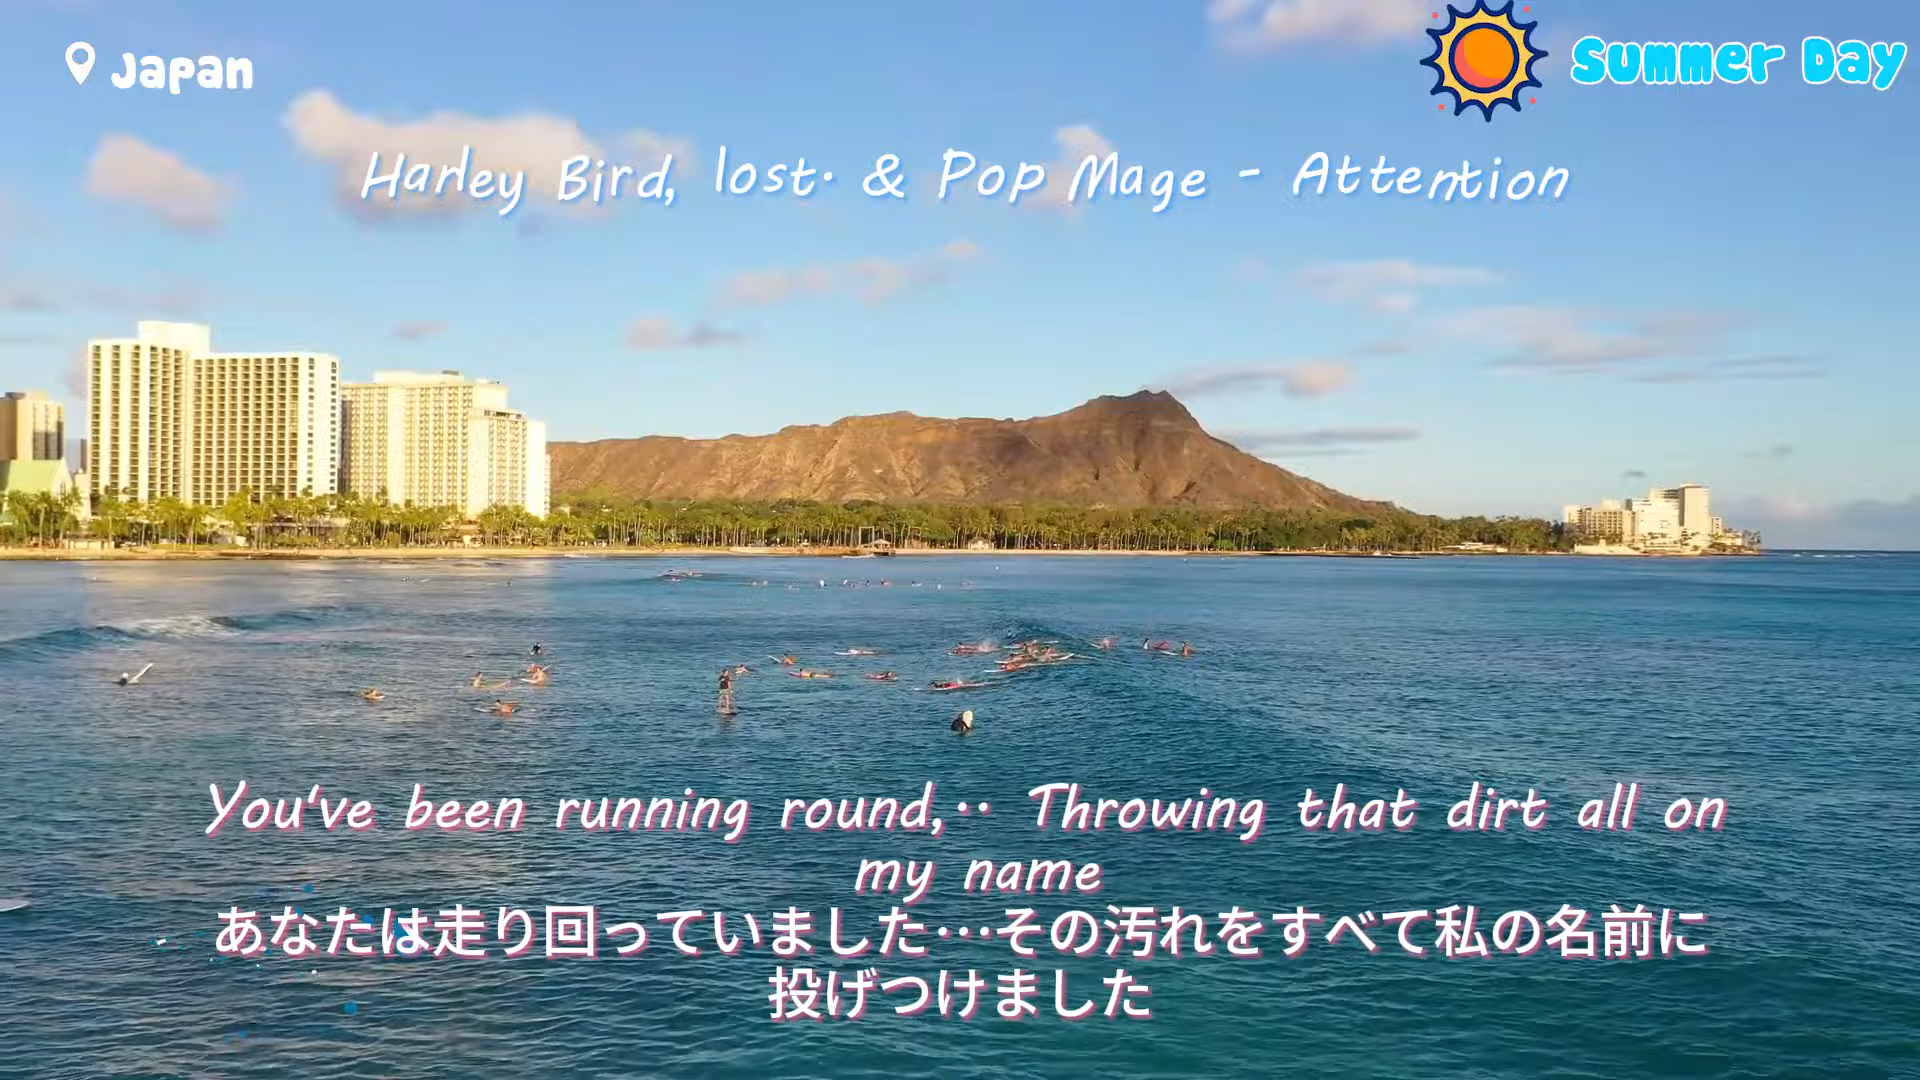 Japan
Summer Day
Harley Bird, lost. & Pop Mage - Attention
You've been running round,.. Throwing that dirt all on
my name
あなたは走り回っていました…その汚れをすべて私の名前に
投げつけました